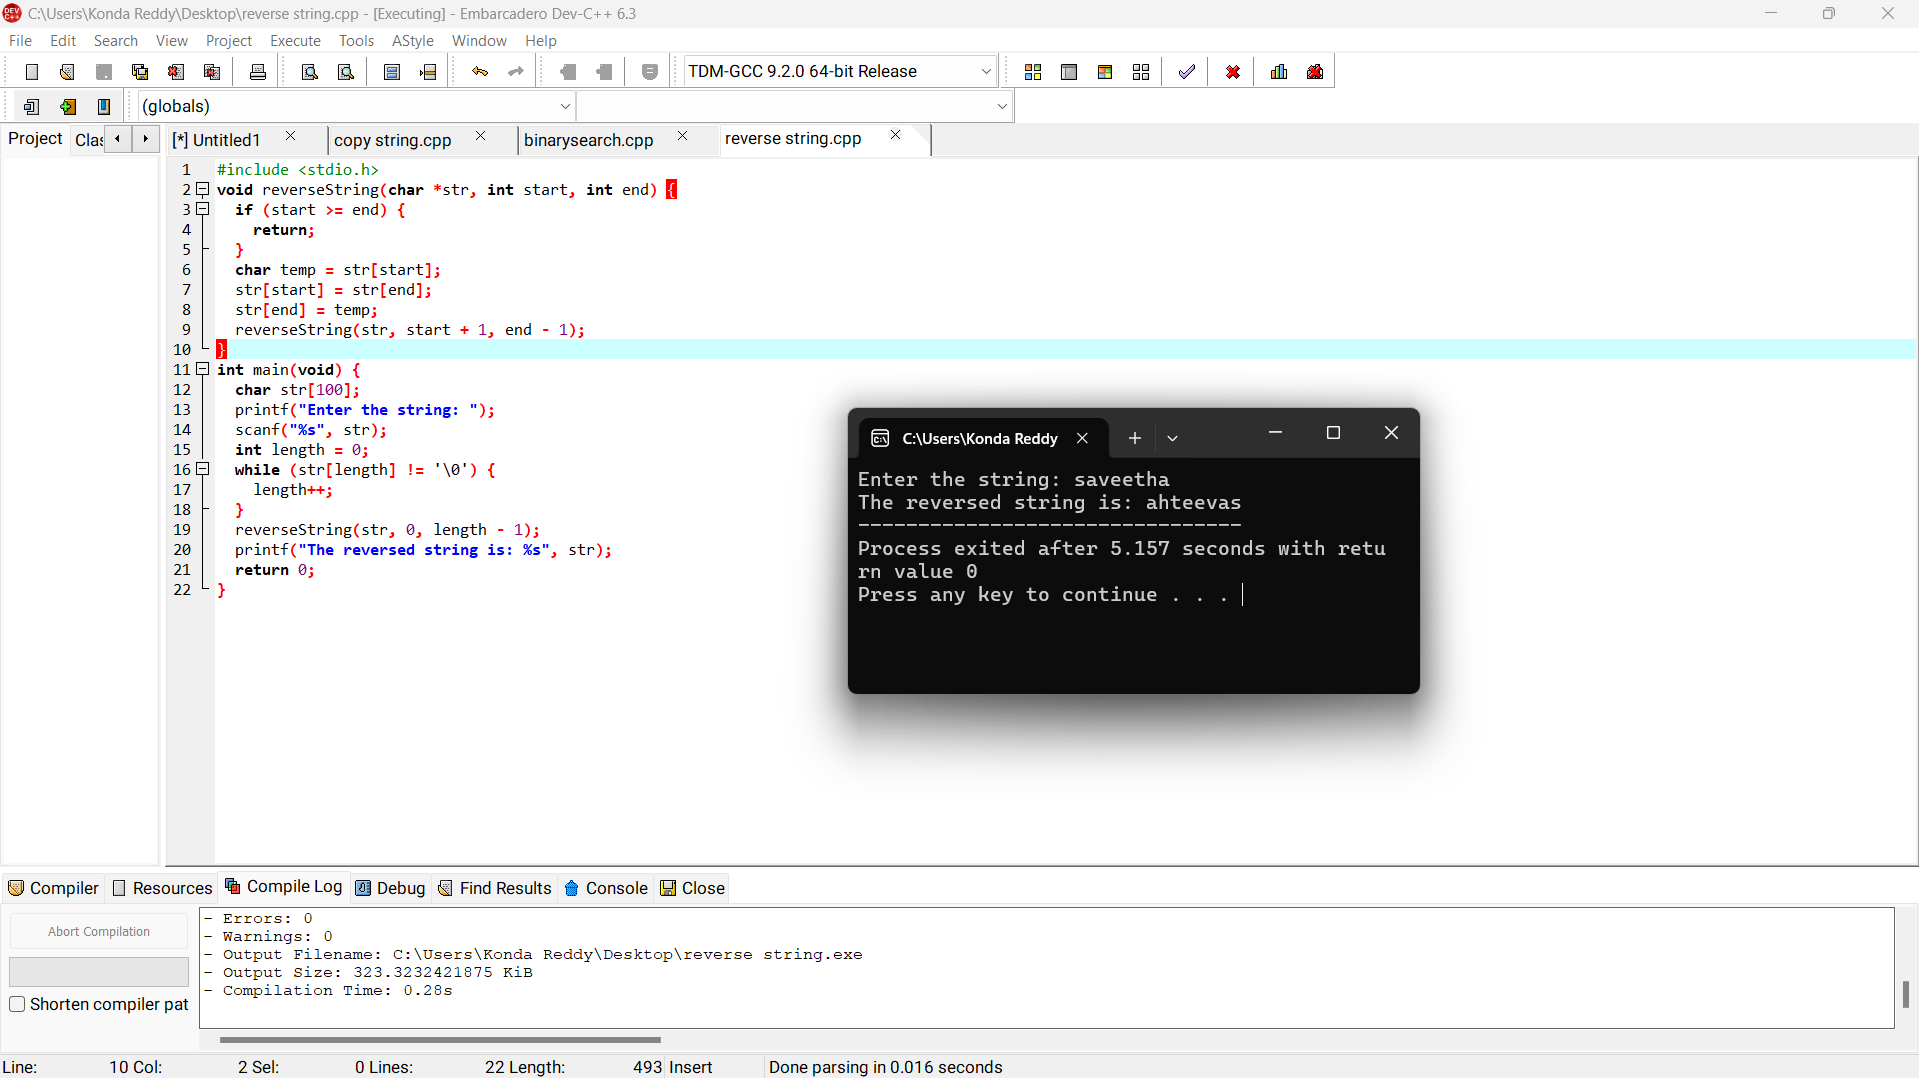 C:\Users\Konda Reddy\Desktop\reverse string.cpp - [Executing] - Embarcadero Dev-C++ 6.3
File Edit Search View Project Execute Tools AStyle Window Help
TDM-GCC 9.2.0 64-bit Release
(globals)
Project Clas [*] Untitled1 copy string.cpp binarysearch.cpp reverse string.cpp
1 #include <stdio.h>
2 void reverseString(char *str, int start, int end) {
3 if (start >= end) {
4 return;
5 }
6 char temp = str[start];
7 str[start] = str[end];
8 str[end] = temp;
9 reverseString(str, start + 1, end - 1);
10 }
11 int main(void) {
12 char str[100];
13 printf("Enter the string: ");
14 scanf("%s", str);
15 int length = 0;
16 while (str[length] != '\0') {
17 length++;
18 }
19 reverseString(str, 0, length - 1);
20 printf("The reversed string is: %s", str);
21 return 0;
22 }
C:\Users\Konda Reddy
Enter the string: saveetha
The reversed string is: ahteevas
--------------------------------
Process exited after 5.157 seconds with retu
rn value 0
Press any key to continue . . .
Compiler Resources Compile Log Debug Find Results Console Close
Abort Compilation
Shorten compiler pat
- Errors: 0
- Warnings: 0
- Output Filename: C:\Users\Konda Reddy\Desktop\reverse string.exe
- Output Size: 323.3232421875 KiB
- Compilation Time: 0.28s
Line: 10 Col: 2 Sel: 0 Lines: 22 Length: 493 Insert Done parsing in 0.016 seconds